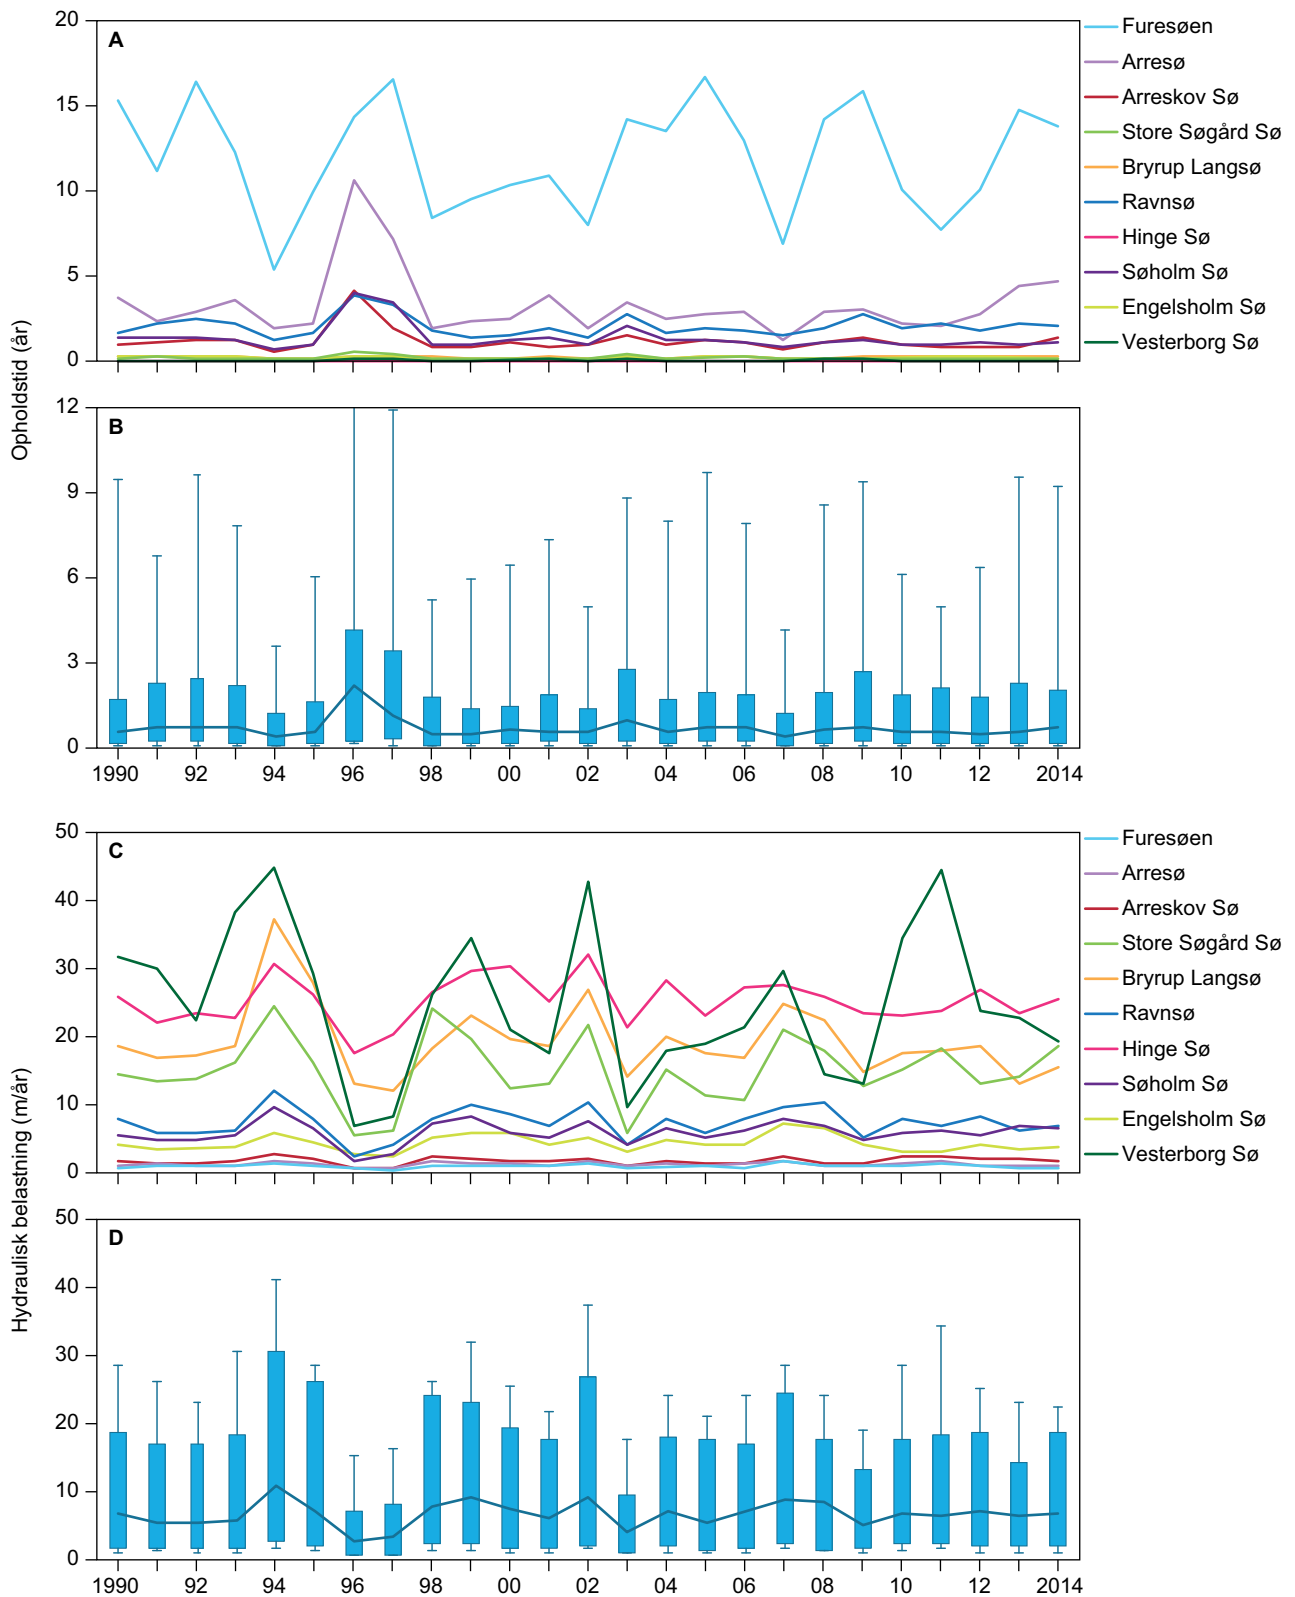 Opholdstid (år)
20
15
10
5
0
A
Furesøen
Arresø
Arreskov Sø
Store Søgård Sø
Bryrup Langsø
Ravnsø
Hinge Sø
Søholm Sø
Engelsholm Sø
Vesterborg Sø
12
9
6
3
0
B
1990 92 94 96 98 00 02 04 06 08 10 12 2014
Hydraulisk belastning (m/år)
50
40
30
20
10
0
C
Furesøen
Arresø
Arreskov Sø
Store Søgård Sø
Bryrup Langsø
Ravnsø
Hinge Sø
Søholm Sø
Engelsholm Sø
Vesterborg Sø
50
40
30
20
10
0
D
1990 92 94 96 98 00 02 04 06 08 10 12 2014